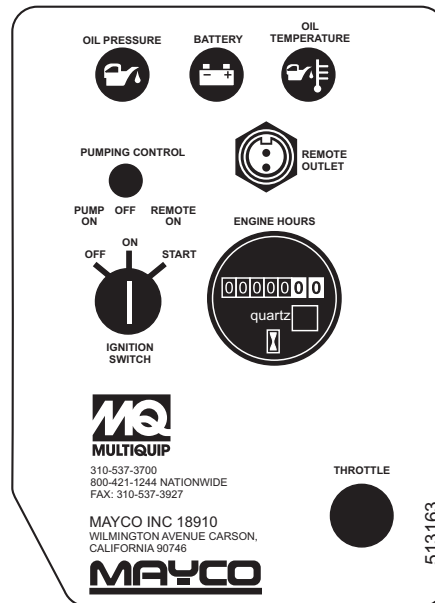 OIL PRESSURE
BATTERY
OIL
TEMPERATURE
REMOTE
OUTLET
PUMPING CONTROL
PUMP
ON
OFF
REMOTE
ON
ENGINE HOURS
OFF
ON
START
0000000
quartz
IGNITION
SWITCH
MQ
MULTIQUIP
310-537-3700
800-421-1244 NATIONWIDE
FAX: 310-537-3927
THROTTLE
MAYCO INC 18910
WILMINGTON AVENUE CARSON,
CALIFORNIA 90746
MAYCO
513163